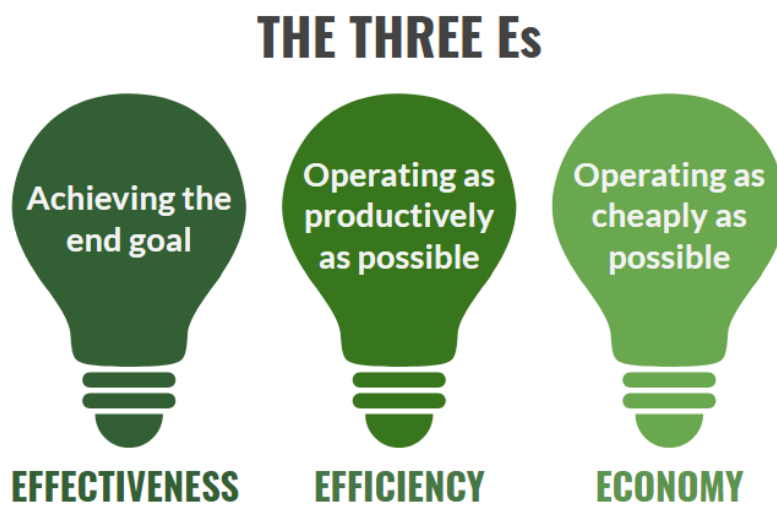 THE THREE Es
Achieving the
end goal
Operating as
productively
as possible
Operating as
cheaply as
possible
EFFECTIVENESS
EFFICIENCY
ECONOMY